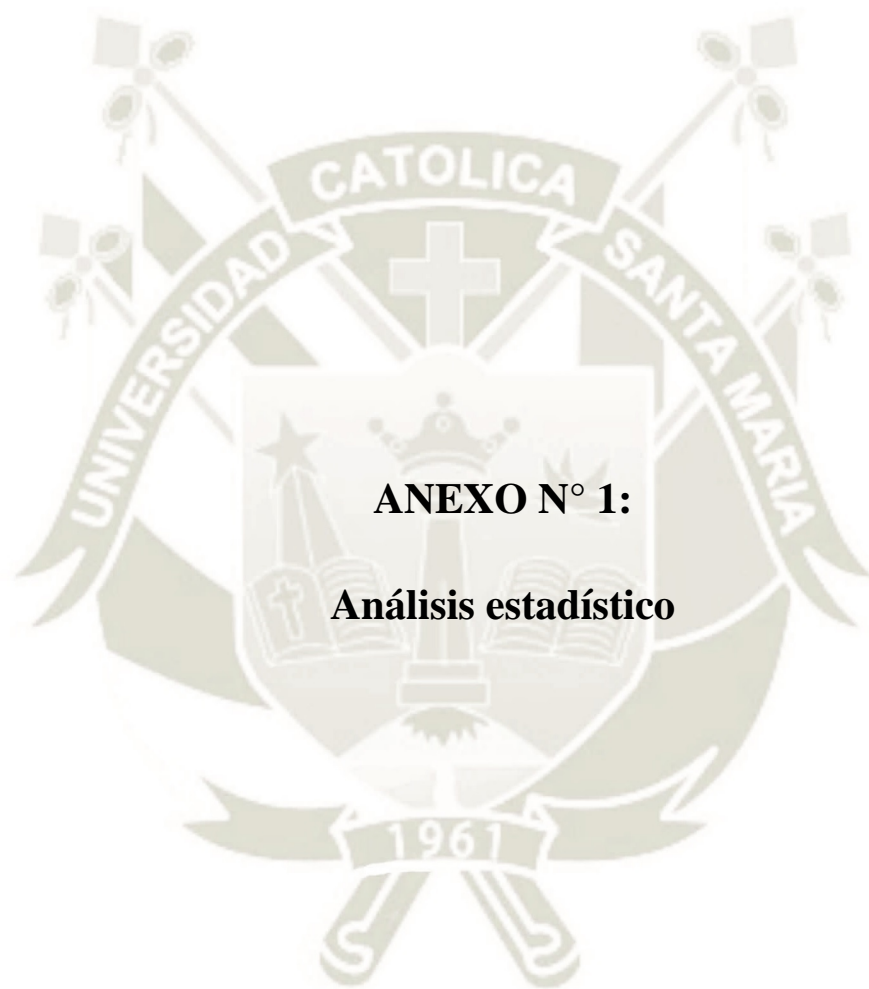 CATOLICA
UNIVERSIDAD
SANTA MARIA
ANEXO N° 1:
Análisis estadístico
1961